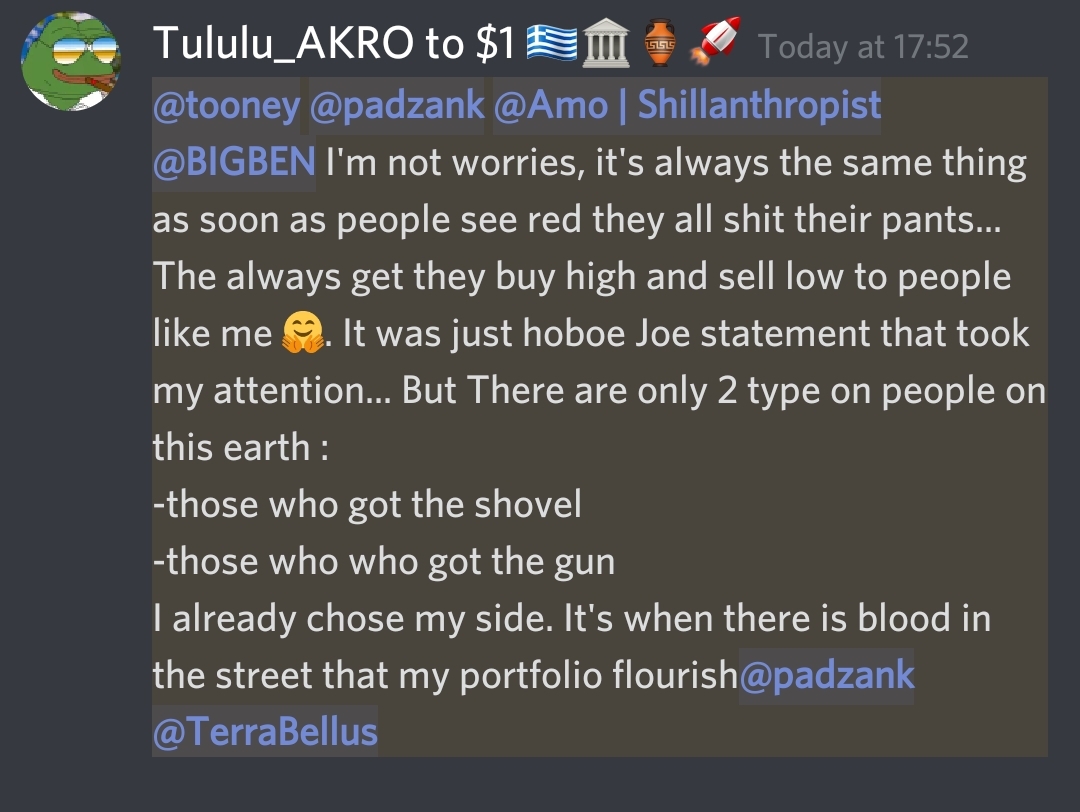 Tululu_AKRO to $1 🇬🇷🏛️🏺🚀 Today at 17:52
@tooney @padzank @Amo | Shillanthropist
@BIGBEN I'm not worries, it's always the same thing
as soon as people see red they all shit their pants...
The always get they buy high and sell low to people
like me 🤗. It was just hoboe Joe statement that took
my attention... But There are only 2 type on people on
this earth :
-those who got the shovel
-those who who got the gun
I already chose my side. It's when there is blood in
the street that my portfolio flourish@padzank
@TerraBellus